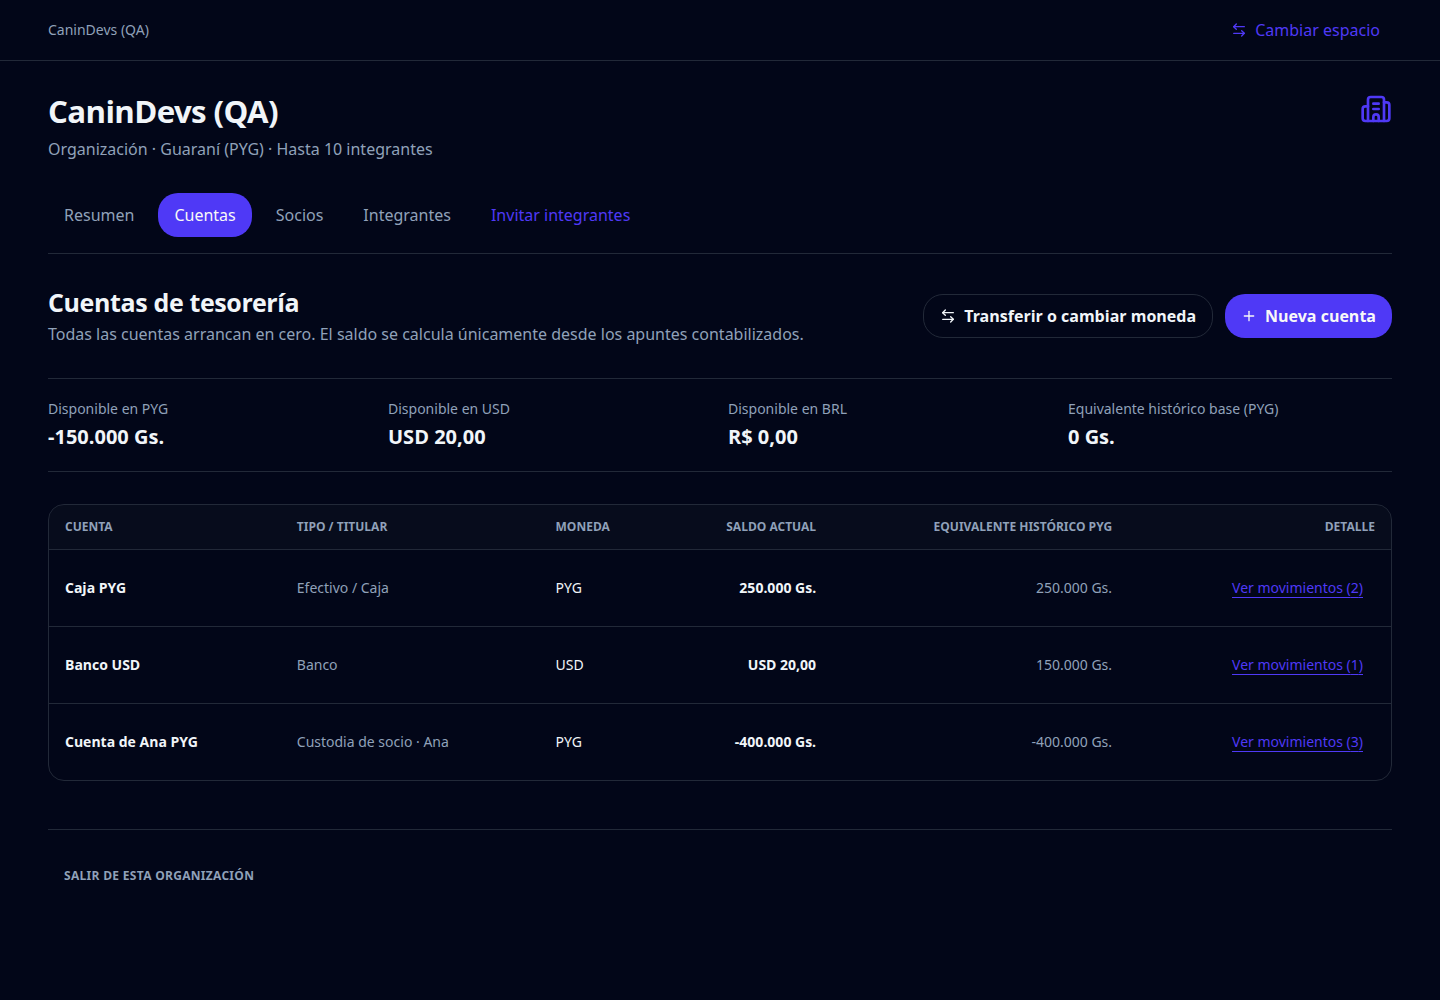 CaninDevs (QA)
Cambiar espacio
CaninDevs (QA)
Organización · Guaraní (PYG) · Hasta 10 integrantes
Resumen Cuentas Socios Integrantes Invitar integrantes
Cuentas de tesorería
Todas las cuentas arrancan en cero. El saldo se calcula únicamente desde los apuntes contabilizados.
Transferir o cambiar moneda
+ Nueva cuenta
Disponible en PYG
-150.000 Gs.
Disponible en USD
USD 20,00
Disponible en BRL
R$ 0,00
Equivalente histórico base (PYG)
0 Gs.
CUENTA TIPO / TITULAR MONEDA SALDO ACTUAL EQUIVALENTE HISTÓRICO PYG DETALLE
Caja PYG Efectivo / Caja PYG 250.000 Gs. 250.000 Gs. Ver movimientos (2)
Banco USD Banco USD USD 20,00 150.000 Gs. Ver movimientos (1)
Cuenta de Ana PYG Custodia de socio · Ana PYG -400.000 Gs. -400.000 Gs. Ver movimientos (3)
SALIR DE ESTA ORGANIZACIÓN